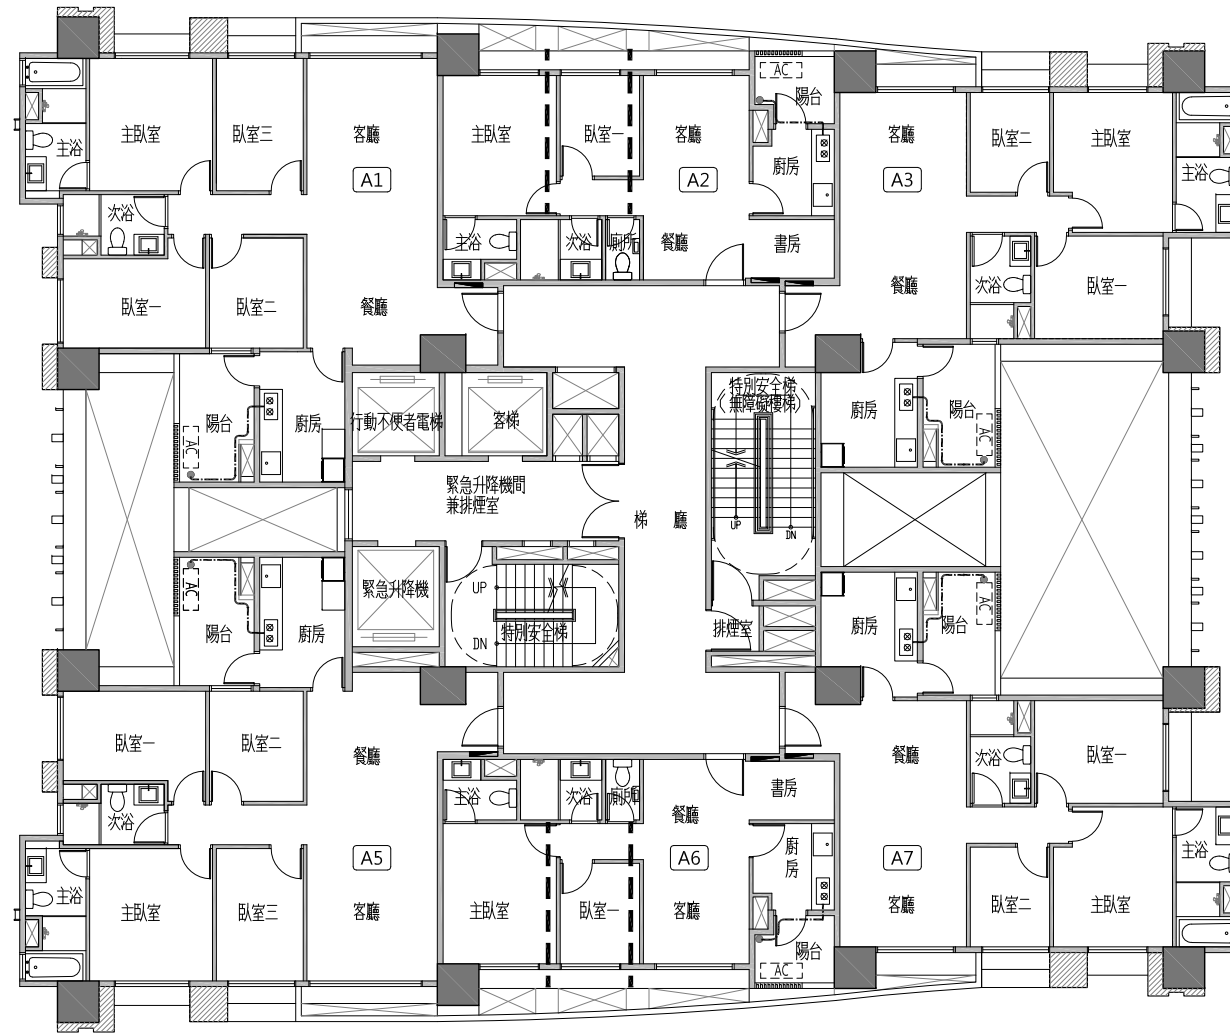 AC
陽台
主臥室
臥室三
客廳
主臥室
臥室一
客廳
客廳
臥室二
主臥室
主浴
廚房
A1
A2
A3
主浴
次浴
主浴
次浴
廁所
餐廳
書房
臥室一
臥室二
餐廳
餐廳
次浴
臥室一
陽台
廚房
行動不便者電梯
客梯
特別安全梯
無障礙樓梯
廚房
陽台
AC
AC
緊急升降機間
兼排煙室
梯廳
UP
DN
AC
陽台
廚房
緊急升降機
UP
特別安全梯
DN
排煙室
廚房
陽台
AC
臥室一
臥室二
餐廳
餐廳
次浴
臥室一
次浴
主浴
次浴
廁所
餐廳
書房
A5
A6
A7
廚
房
主浴
主浴
主臥室
臥室三
客廳
主臥室
臥室一
客廳
客廳
臥室二
主臥室
陽台
AC